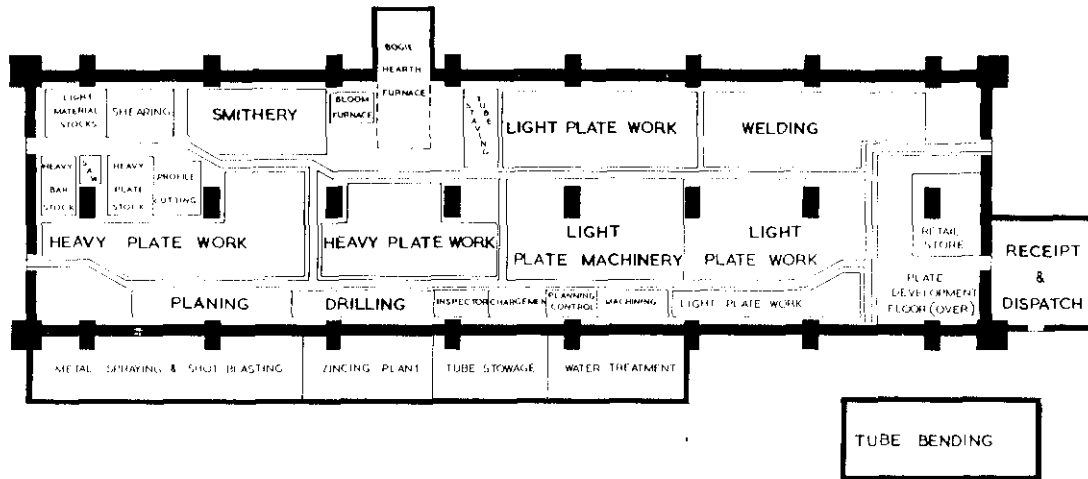 BOGIE
HEARTH
FURNACE
LIGHT
MATERIAL
STOCKS
SHEARING
SMITHERY
BLOOM
FURNACE
TUBE
STAVING
LIGHT PLATE WORK
WELDING
HEAVY
BAR
STOCK
SAW
HEAVY
PLATE
STOCK
PROFILE
CUTTING
HEAVY PLATE WORK
HEAVY PLATE WORK
LIGHT
PLATE MACHINERY
LIGHT
PLATE WORK
RETAIL
STORE
PLATE
DEVELOPMENT
FLOOR (OVER)
RECEIPT
&
DISPATCH
PLANING
DRILLING
INSPECTOR
CHARGEMEN
PLANNING
CONTROL
MACHINING
LIGHT PLATE WORK
METAL SPRAYING & SHOT BLASTING
ZINCING PLANT
TUBE STOWAGE
WATER TREATMENT
TUBE BENDING